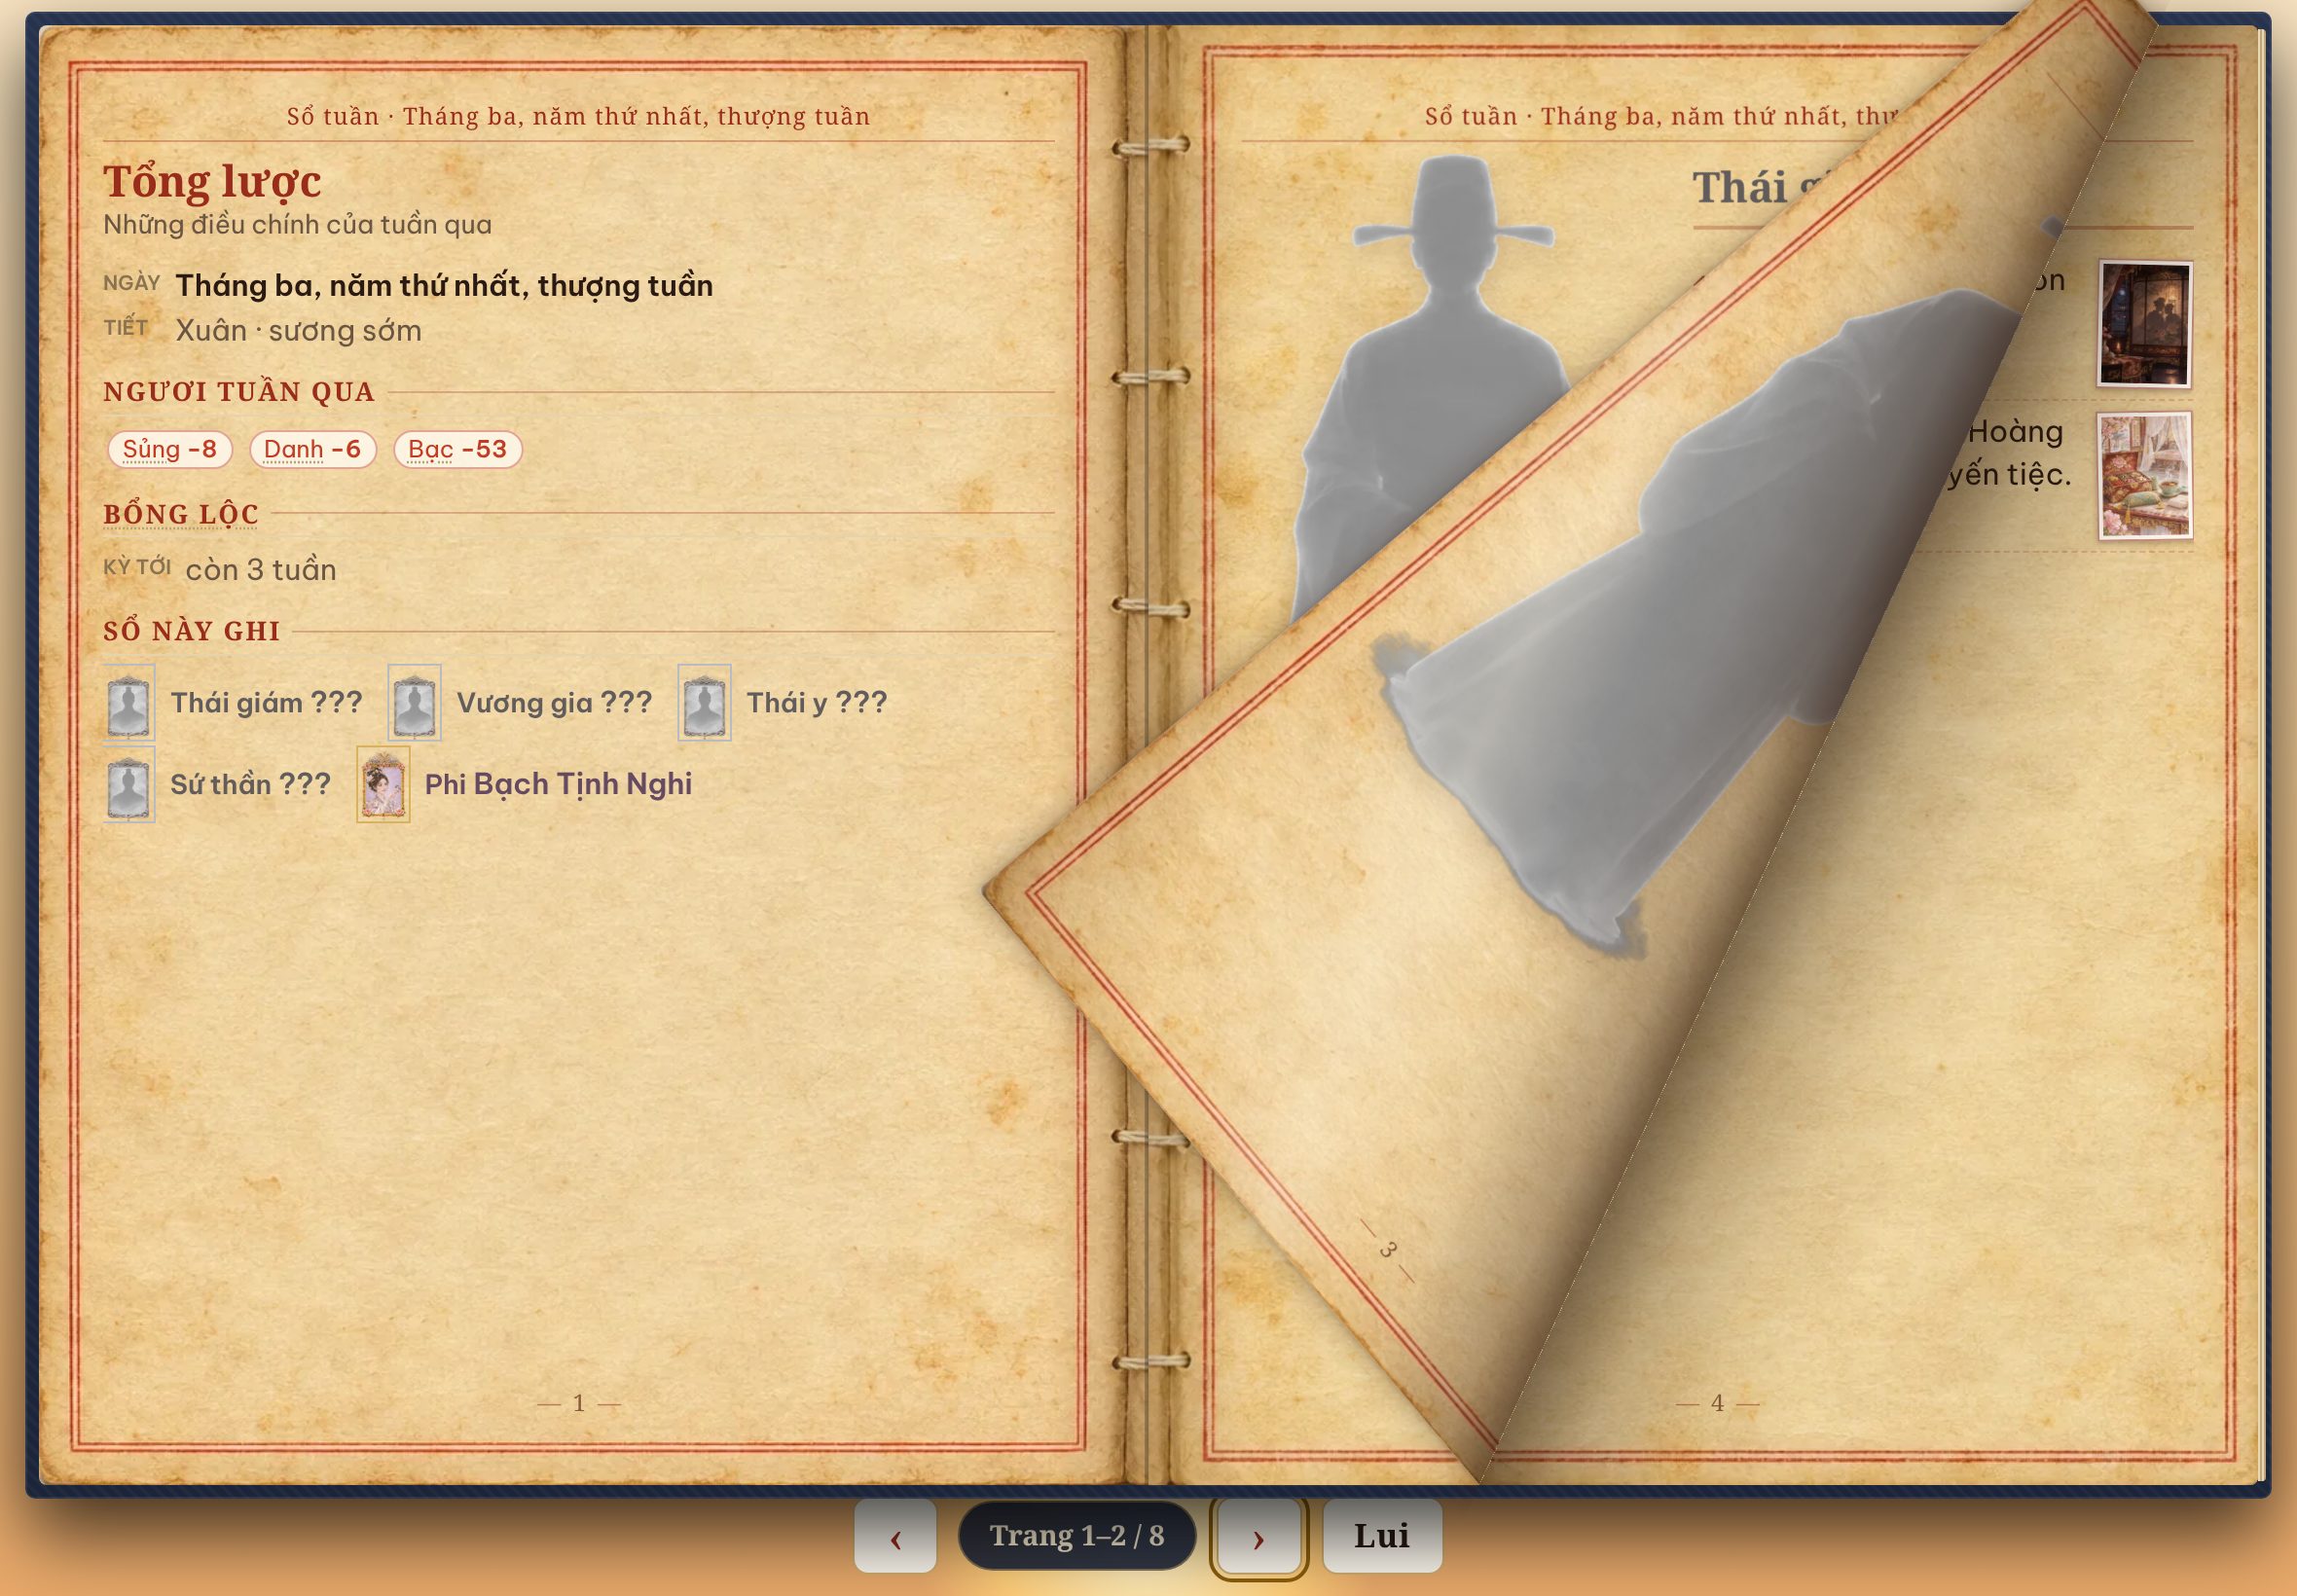 Sổ tuần · Tháng ba, năm thứ nhất, thượng tuần
Tổng lược
Những điều chính của tuần qua
NGÀY Tháng ba, năm thứ nhất, thượng tuần
TIẾT Xuân · sương sớm
NGƯƠI TUẦN QUA
Sủng -8 Danh -6 Bạc -53
BỔNG LỘC
KỲ TỚI còn 3 tuần
SỔ NÀY GHI
Thái giám ??? Vương gia ??? Thái y ???
Sứ thần ??? Phi Bạch Tịnh Nghi
— 1 —
Sổ tuần · Tháng ba, năm thứ nhất,
Thái
Hoàng
tiệc.
— 3 —
— 4 —
‹ Trang 1–2 / 8 › Lui